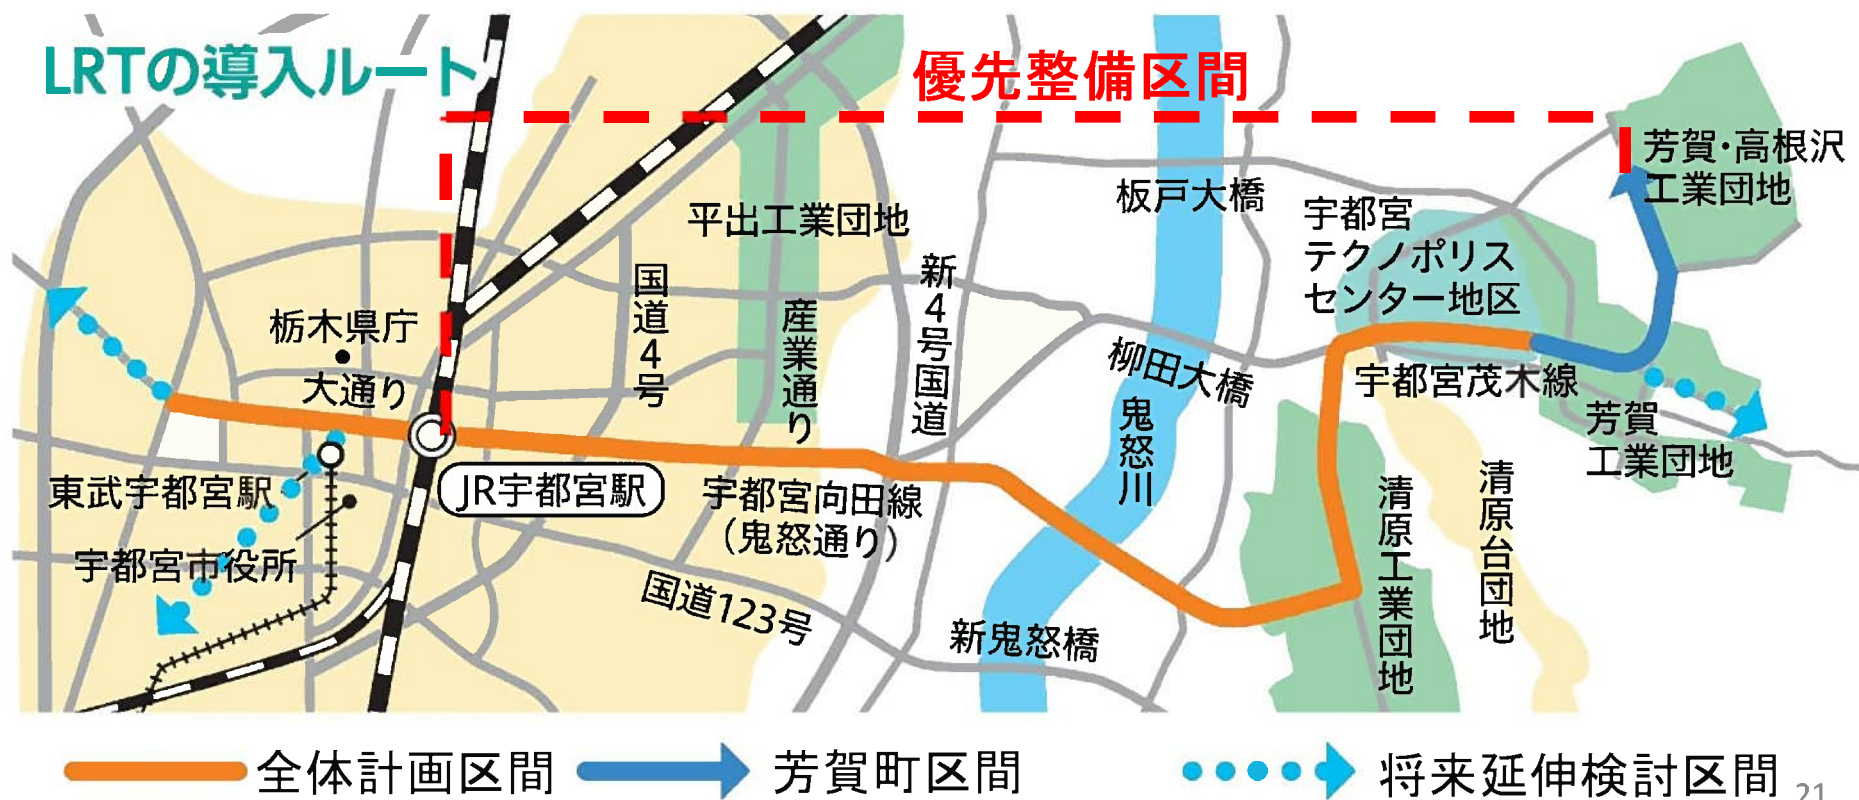 LRTの導入ルート
優先整備区間
芳賀・高根沢
工業団地
板戸大橋
宇都宮
テクノポリス
センター地区
平出工業団地
新4号国道
国道4号
産業通り
栃木県庁
大通り
柳田大橋
宇都宮茂木線
鬼怒川
芳賀
工業団地
東武宇都宮駅
JR宇都宮駅
宇都宮向田線
(鬼怒通り)
清原工業団地
清原台団地
宇都宮市役所
国道123号
新鬼怒橋
全体計画区間
芳賀町区間
将来延伸検討区間
21